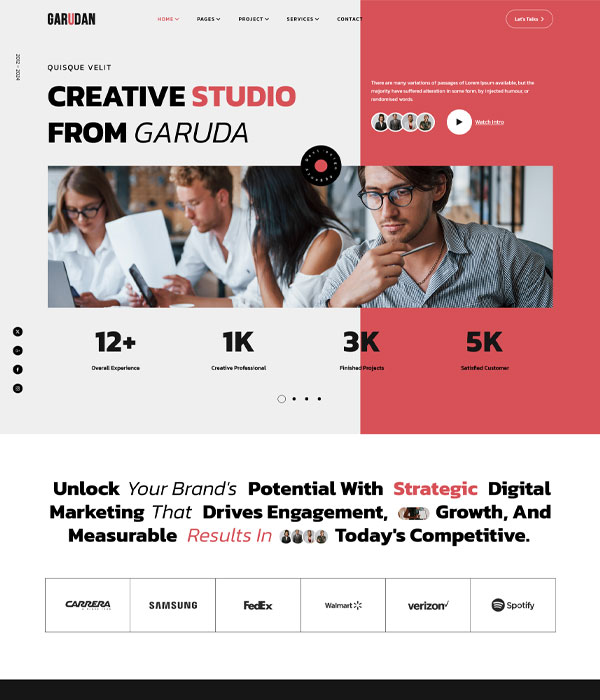 GARUDAN
HOME PAGES PROJECT SERVICES CONTACT
Let's Talks
2012 - 2024
QUISQUE VELIT
CREATIVE STUDIO
FROM GARUDA
There are many variations of passages of Lorem Ipsum available, but the
majority have suffered alteration in some form, by injected humour, or
randomised words.
Watch Intro
12+ 1K 3K 5K
Overall Experience Creative Professional Finished Projects Satisfied Customer
Unlock Your Brand's Potential With Strategic Digital
Marketing That Drives Engagement, Growth, And
Measurable Results In Today's Competitive.
CARRERA SAMSUNG FedEx Walmart verizon Spotify